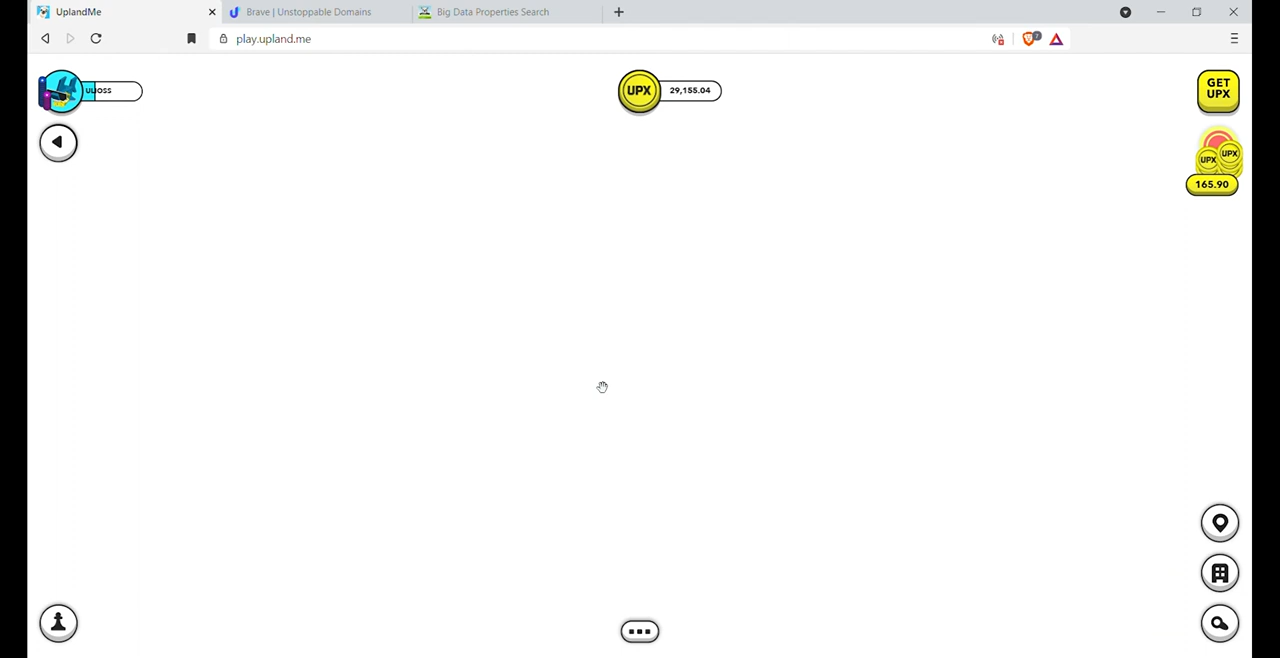 UplandMe
Brave | Unstoppable Domains
Big Data Properties Search
play.upland.me
7
UPX
29,155.04
GET
UPX
UPX
UPX
165.90